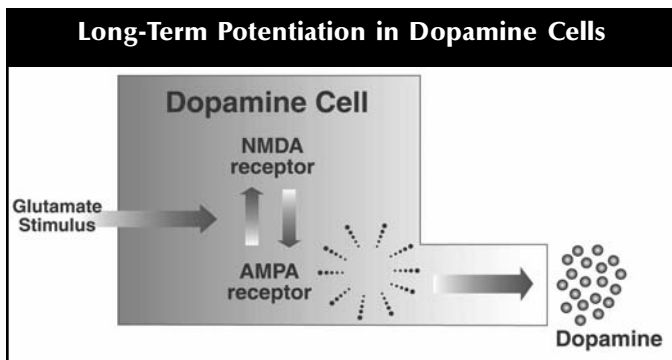 Long-Term Potentiation in Dopamine Cells
Dopamine Cell
NMDA
receptor
Glutamate
Stimulus
AMPA
receptor
Dopamine